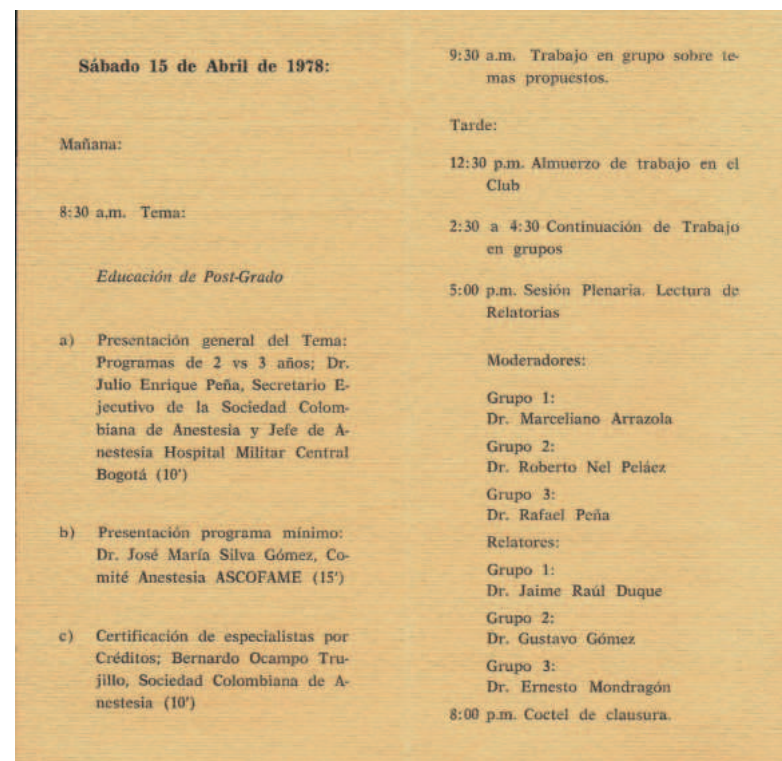 Sábado 15 de Abril de 1978:
Mañana:
8:30 a.m. Tema:
Educación de Post-Grado
a) Presentación general del Tema:
Programas de 2 vs 3 años; Dr.
Julio Enrique Peña, Secretario E-
jecutivo de la Sociedad Colom-
biana de Anestesia y Jefe de A-
nestesia Hospital Militar Central
Bogotá (10')
b) Presentación programa mínimo:
Dr. José María Silva Gómez, Co-
mité Anestesia ASCOFAME (15')
c) Certificación de especialistas por
Créditos; Bernardo Ocampo Tru-
jillo, Sociedad Colombiana de A-
nestesia (10')
9:30 a.m. Trabajo en grupo sobre te-
mas propuestos.
Tarde:
12:30 p.m. Almuerzo de trabajo en el
Club
2:30 a 4:30 Continuación de Trabajo
en grupos
5:00 p.m. Sesión Plenaria. Lectura de
Relatorias
Moderadores:
Grupo 1:
Dr. Marceliano Arrazola
Grupo 2:
Dr. Roberto Nel Peláez
Grupo 3:
Dr. Rafael Peña
Relatores:
Grupo 1:
Dr. Jaime Raúl Duque
Grupo 2:
Dr. Gustavo Gómez
Grupo 3:
Dr. Ernesto Mondragón
8:00 p.m. Coctel de clausura.